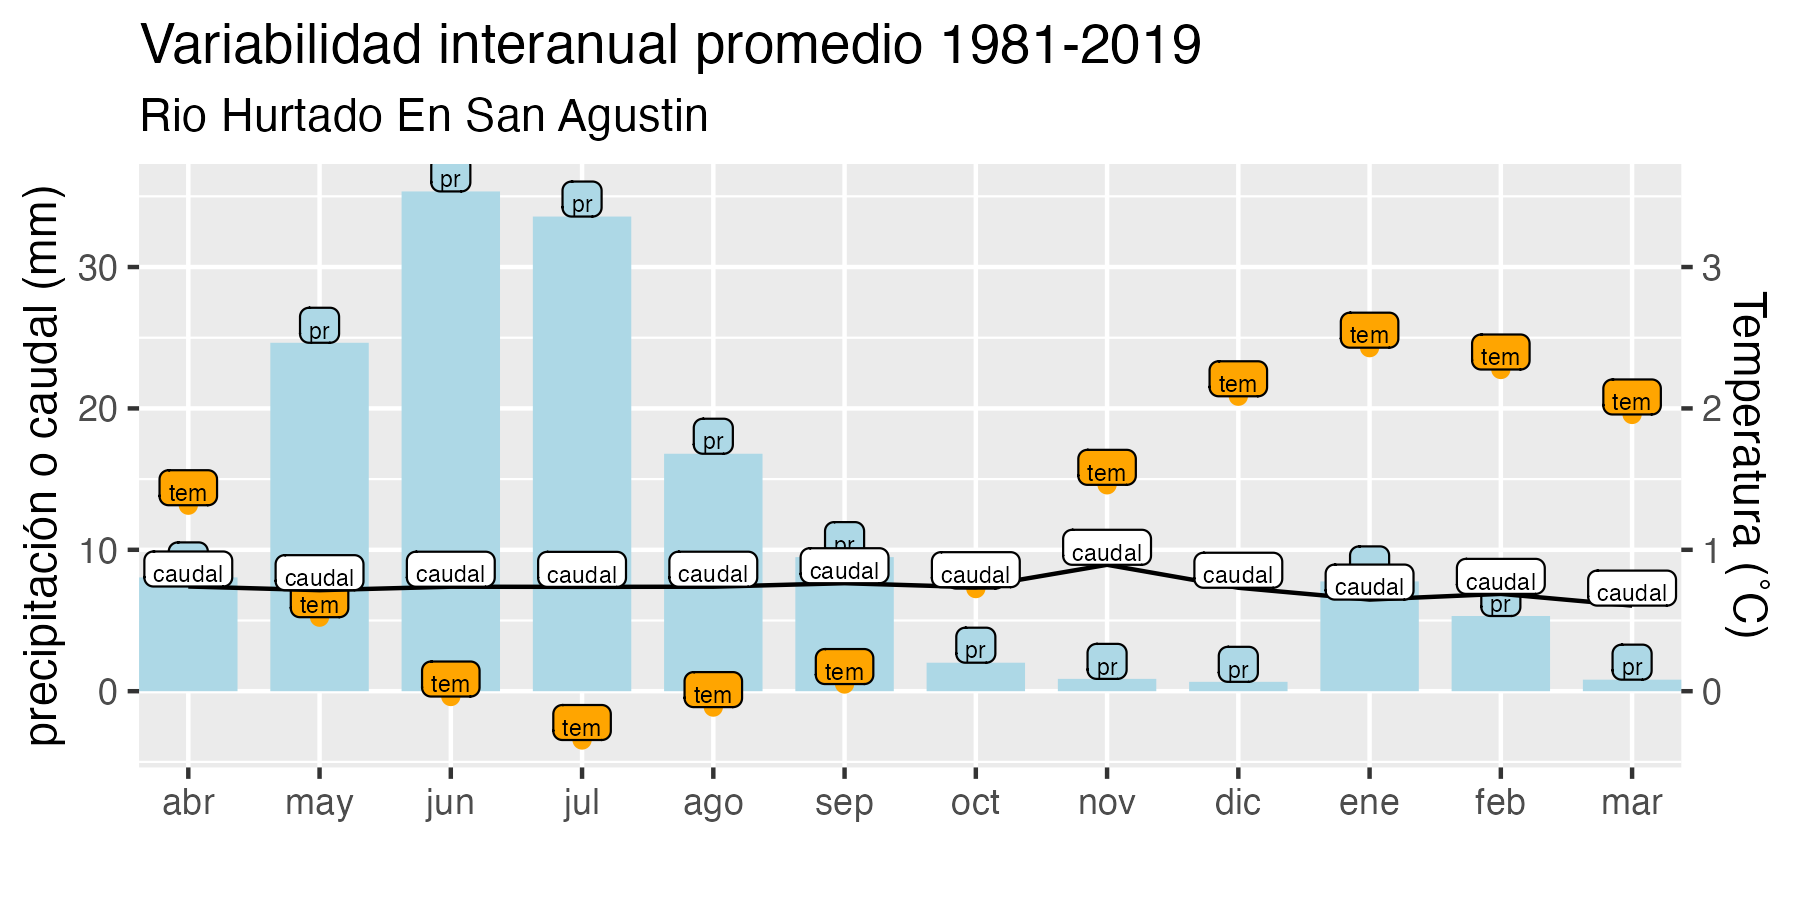 Variabilidad interanual promedio 1981-2019
Rio Hurtado En San Agustin
precipitación o caudal (mm)
30
20
10
0
3
2
1
0
Temperatura (°C)
pr
pr
pr
pr
pr
pr
pr
pr
pr
pr
tem
tem
tem
tem
tem
tem
tem
tem
tem
tem
tem
caudal
caudal
caudal
caudal
caudal
caudal
caudal
caudal
caudal
caudal
caudal
caudal
abr may jun jul ago sep oct nov dic ene feb mar